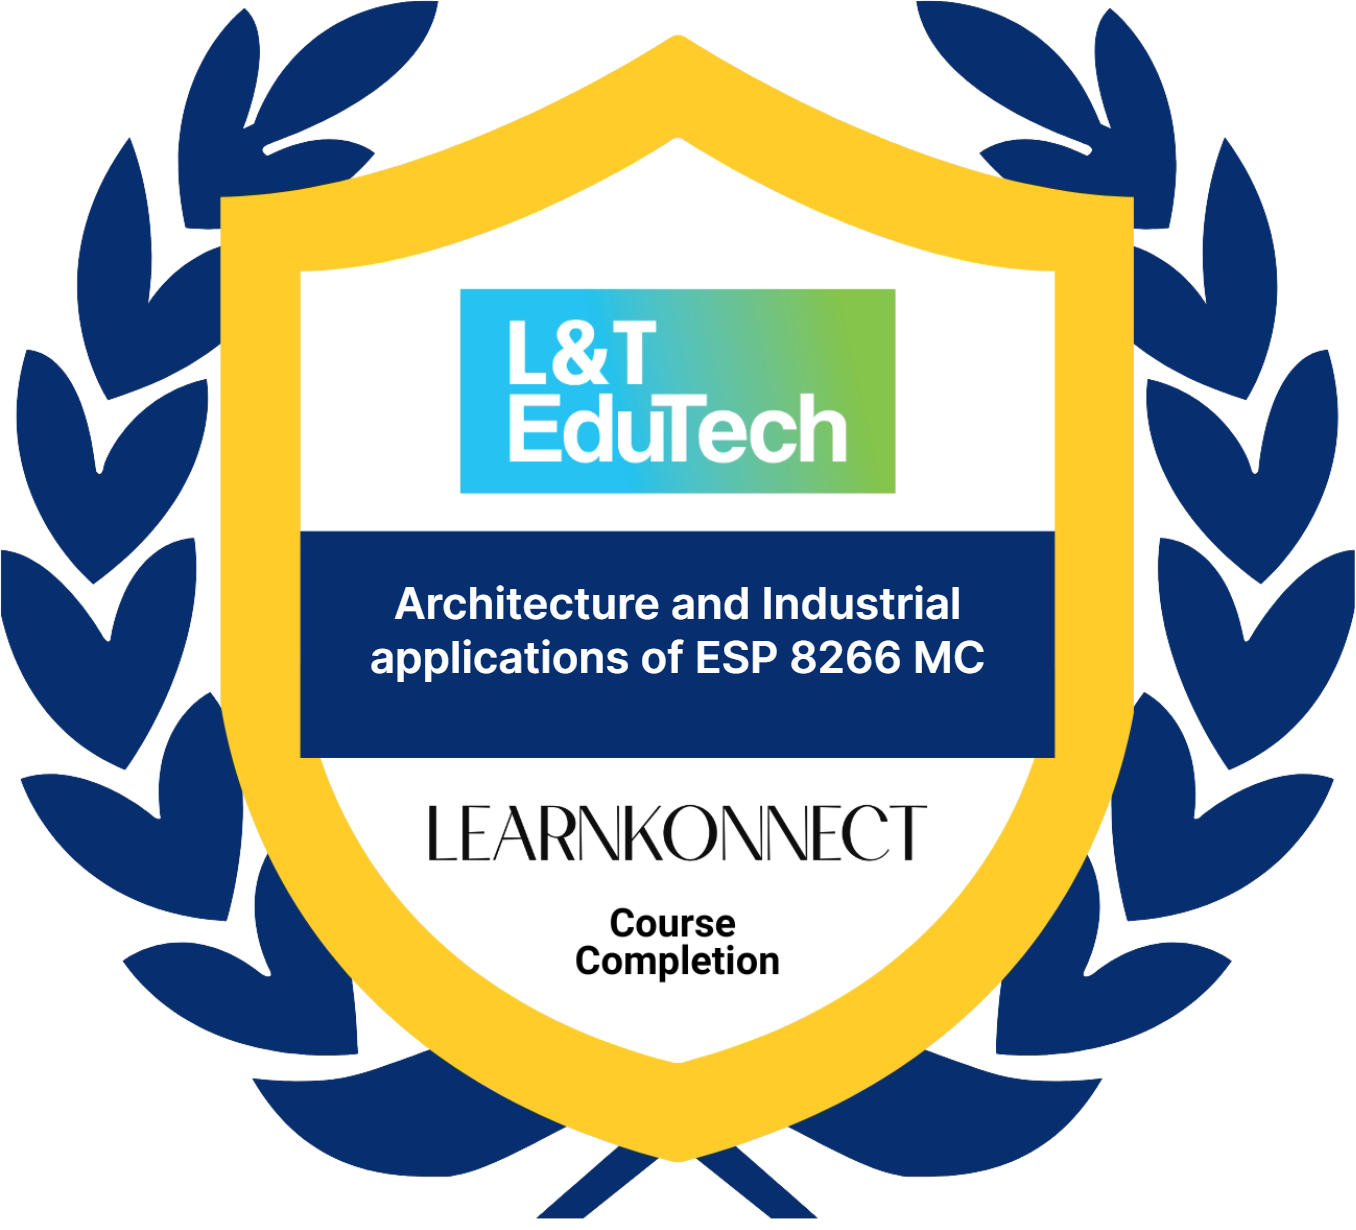 L&T
EduTech
Architecture and Industrial
applications of ESP 8266 MC
LEARNKONNECT
Course
Completion